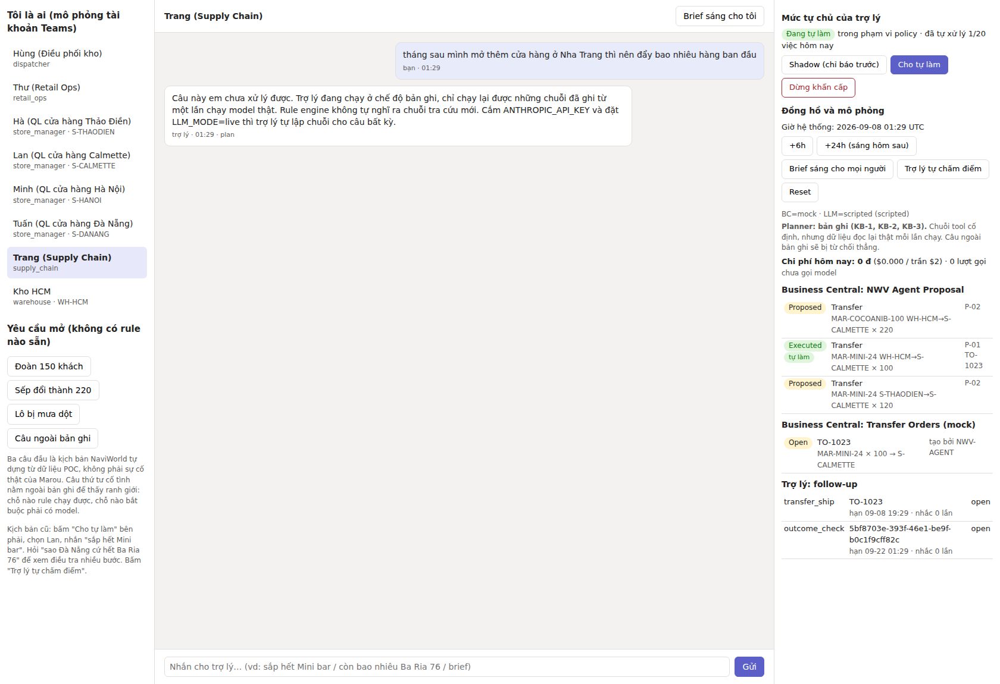 Tôi là ai (mô phỏng tài
khoản Teams)
Hùng (Điều phối kho)
dispatcher
Thư (Retail Ops)
retail_ops
Hà (QL cửa hàng Thảo Điền)
store_manager · S-THAODIEN
Lan (QL cửa hàng Calmette)
store_manager · S-CALMETTE
Minh (QL cửa hàng Hà Nội)
store_manager · S-HANOI
Tuấn (QL cửa hàng Đà Nẵng)
store_manager · S-DANANG
Trang (Supply Chain)
supply_chain
Kho HCM
warehouse · WH-HCM
Yêu cầu mở (không có rule
nào sẵn)
Đoàn 150 khách
Sếp đổi thành 220
Lô bị mưa dột
Câu ngoài bản ghi
Ba câu đầu là kịch bản NaviWorld tự
dựng từ dữ liệu POC, không phải sự cố
thật của Marou. Câu thứ tư cố tình
nằm ngoài bản ghi để thấy ranh giới:
chỗ nào rule chạy được, chỗ nào bắt
buộc phải có model.
Kịch bản cũ: bấm "Cho tự làm" bên
phải, chọn Lan, nhắn "sắp hết Mini
bar". Hỏi "sao Đà Nẵng cứ hết Ba Ria
76" để xem điều tra nhiều bước. Bấm
"Trợ lý tự chấm điểm".
Trang (Supply Chain)
Brief sáng cho tôi
tháng sau mình mở thêm cửa hàng ở Nha Trang thì nên đẩy bao nhiêu hàng ban đầu
bạn · 01:29
Câu này em chưa xử lý được. Trợ lý đang chạy ở chế độ bản ghi, chỉ chạy lại được những chuỗi đã ghi từ
một lần chạy model thật. Rule engine không tự nghĩ ra chuỗi tra cứu mới. Cắm ANTHROPIC_API_KEY và đặt
LLM_MODE=live thì trợ lý tự lập chuỗi cho câu bất kỳ.
trợ lý · 01:29 · plan
Nhắn cho trợ lý... (vd: sắp hết Mini bar / còn bao nhiêu Ba Ria 76 / brief)
Gửi
Mức tự chủ của trợ lý
Đang tự làm trong phạm vi policy · đã tự xử lý 1/20
việc hôm nay
Shadow (chỉ báo trước)
Cho tự làm
Dừng khẩn cấp
Đồng hồ và mô phỏng
Giờ hệ thống: 2026-09-08 01:29 UTC
+6h
+24h (sáng hôm sau)
Brief sáng cho mọi người
Trợ lý tự chấm điểm
Reset
BC=mock · LLM=scripted (scripted)
Planner: bản ghi (KB-1, KB-2, KB-3). Chuỗi tool cố
định, nhưng dữ liệu đọc lại thật mỗi lần chạy. Câu ngoài
bản ghi sẽ bị từ chối thẳng.
Chi phí hôm nay: 0 đ ($0.000 / trần $2) · 0 lượt gọi
chưa gọi model
Business Central: NWV Agent Proposal
Proposed Transfer P-02
MAR-COCOANIB-100 WH-HCM→S-
CALMETTE × 220
Executed Transfer P-01
tự làm MAR-MINI-24 WH-HCM→S- TO-
CALMETTE × 100 1023
Proposed Transfer P-02
MAR-MINI-24 S-THAODIEN→S-
CALMETTE × 120
Business Central: Transfer Orders (mock)
Open TO-1023 tạo bởi NWV-
MAR-MINI-24 × 100 → S- AGENT
CALMETTE
Trợ lý: follow-up
transfer_ship TO-1023 open
hạn 09-08 19:29 · nhắc 0 lần
outcome_check 5bf8703e-393f-46e1-be9f- open
b0c1f9cff82c
hạn 09-22 01:29 · nhắc 0 lần